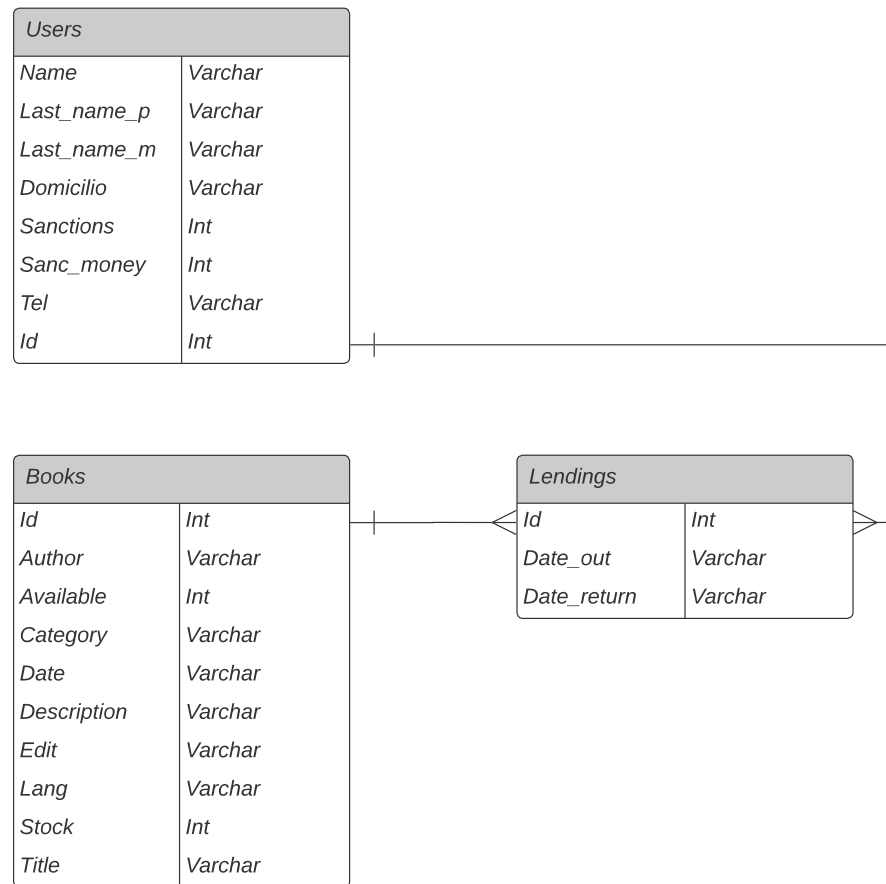 Users
Name Varchar
Last_name_p Varchar
Last_name_m Varchar
Domicilio Varchar
Sanctions Int
Sanc_money Int
Tel Varchar
Id Int
Books
Id Int
Author Varchar
Available Int
Category Varchar
Date Varchar
Description Varchar
Edit Varchar
Lang Varchar
Stock Int
Title Varchar
Lendings
Id Int
Date_out Varchar
Date_return Varchar